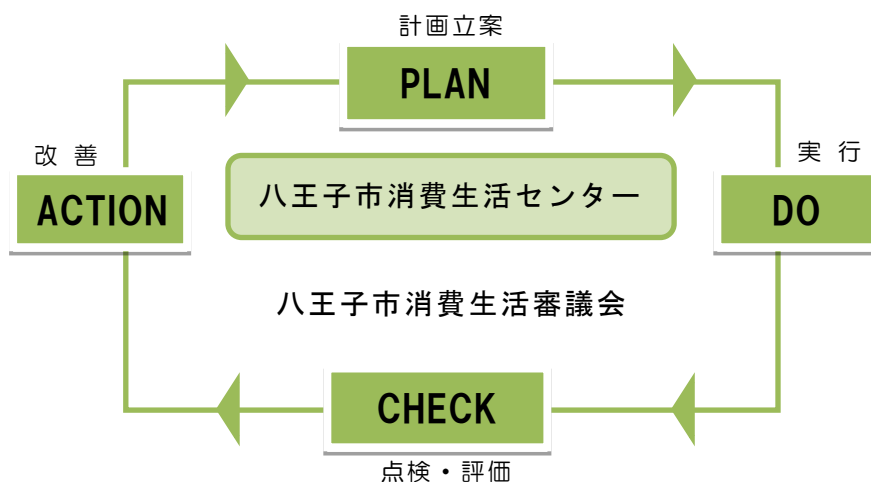 計画立案
PLAN
改善
ACTION
実行
DO
八王子市消費生活センター
八王子市消費生活審議会
CHECK
点検・評価